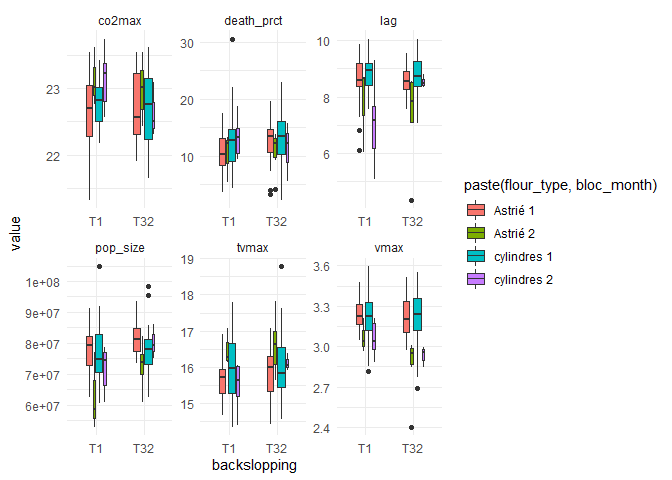 co2max death_prct lag
23
22
30
20
10
10
8
6
T1 T32 T1 T32 T1 T32
value
pop_size tvmax vmax
1e+08
9e+07
8e+07
7e+07
6e+07
19
18
17
16
15
3.6
3.3
3.0
2.7
2.4
T1 T32 T1 T32 T1 T32
backslopping
paste(flour_type, bloc_month)
Astrié 1
Astrié 2
cylindres 1
cylindres 2